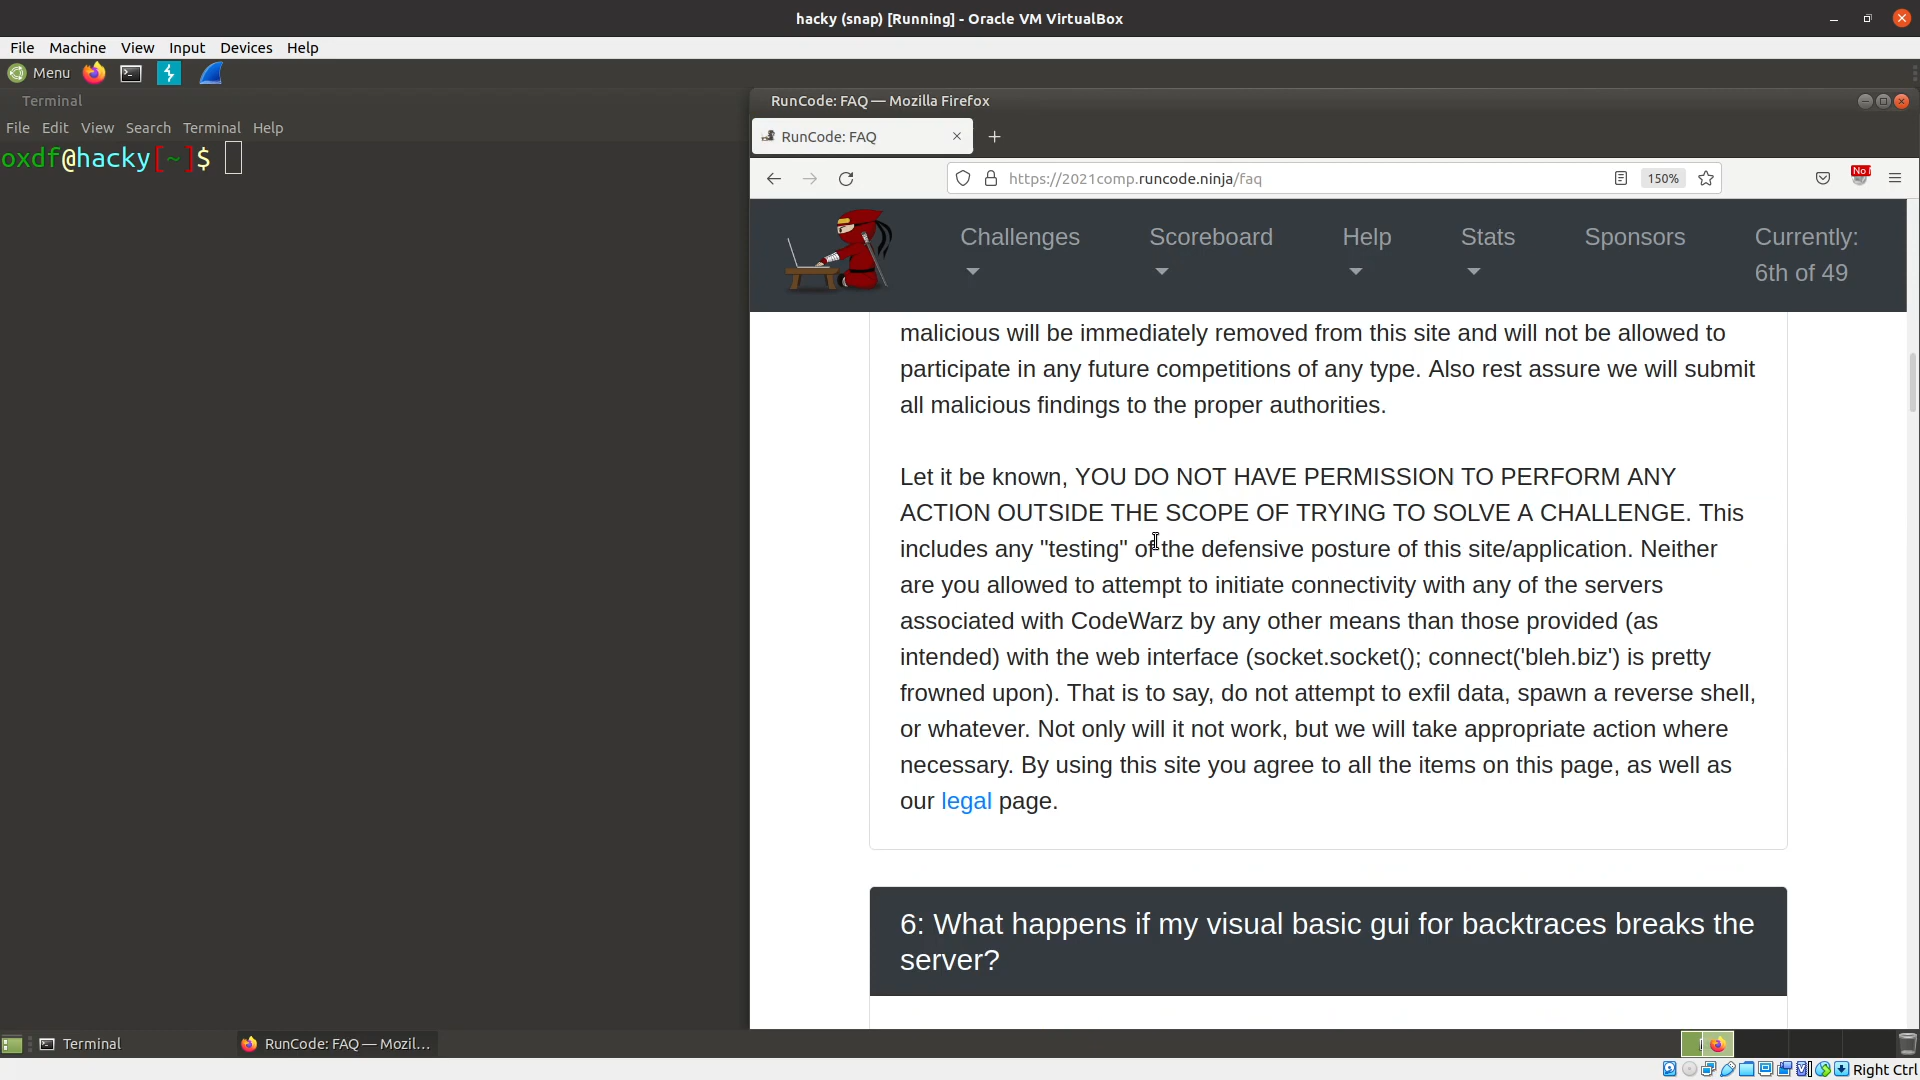 hacky (snap) [Running] - Oracle VM VirtualBox
File Machine View Input Devices Help
Menu
Terminal
File Edit View Search Terminal Help
oxdf@hacky[~]$
RunCode: FAQ — Mozilla Firefox
RunCode: FAQ
https://2021comp.runcode.ninja/faq
150%
No
Challenges
Scoreboard
Help
Stats
Sponsors
Currently:
6th of 49
malicious will be immediately removed from this site and will not be allowed to
participate in any future competitions of any type. Also rest assure we will submit
all malicious findings to the proper authorities.
Let it be known, YOU DO NOT HAVE PERMISSION TO PERFORM ANY
ACTION OUTSIDE THE SCOPE OF TRYING TO SOLVE A CHALLENGE. This
includes any "testing" of the defensive posture of this site/application. Neither
are you allowed to attempt to initiate connectivity with any of the servers
associated with CodeWarz by any other means than those provided (as
intended) with the web interface (socket.socket(); connect('bleh.biz') is pretty
frowned upon). That is to say, do not attempt to exfil data, spawn a reverse shell,
or whatever. Not only will it not work, but we will take appropriate action where
necessary. By using this site you agree to all the items on this page, as well as
our legal page.
6: What happens if my visual basic gui for backtraces breaks the
server?
Terminal
RunCode: FAQ — Mozil...
Right Ctrl